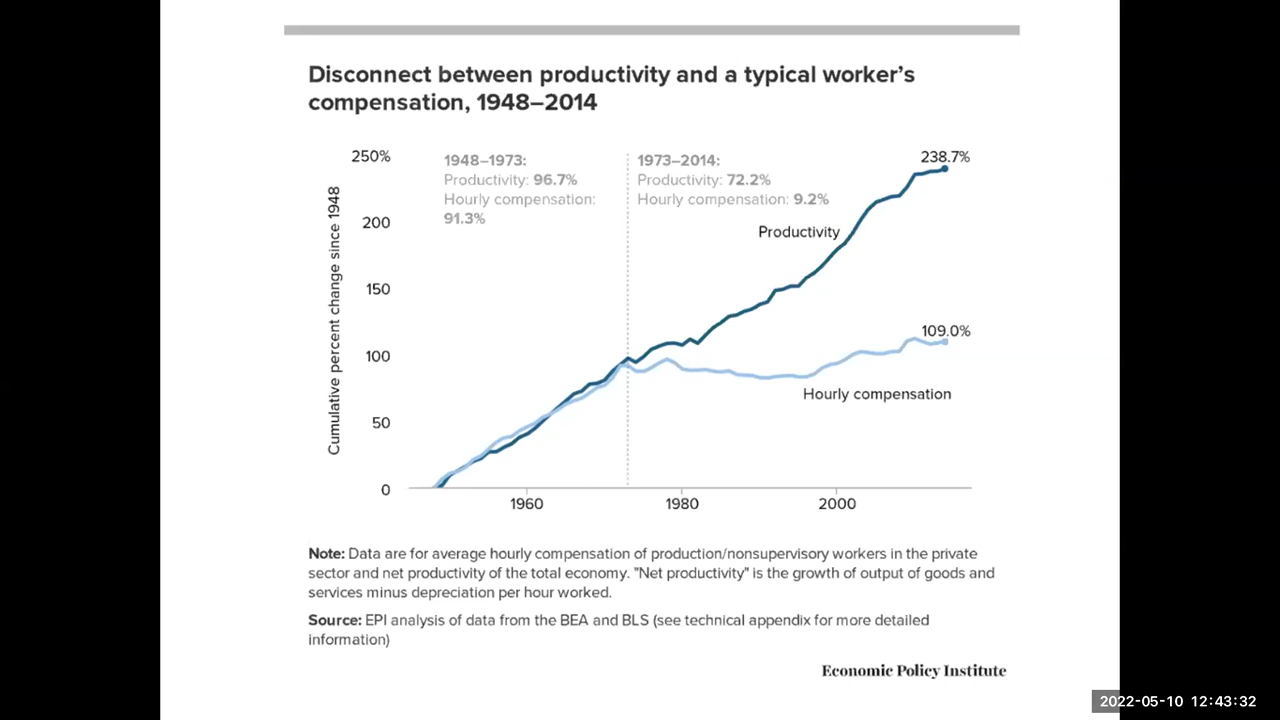 Disconnect between productivity and a typical worker’s
compensation, 1948–2014
250%
200
150
100
50
0
Cumulative percent change since 1948
1948–1973:
Productivity: 96.7%
Hourly compensation:
91.3%
1973–2014:
Productivity: 72.2%
Hourly compensation: 9.2%
238.7%
Productivity
109.0%
Hourly compensation
1960
1980
2000
Note: Data are for average hourly compensation of production/nonsupervisory workers in the private
sector and net productivity of the total economy. "Net productivity" is the growth of output of goods and
services minus depreciation per hour worked.
Source: EPI analysis of data from the BEA and BLS (see technical appendix for more detailed
information)
Economic Policy Institute
2022-05-10 12:43:32